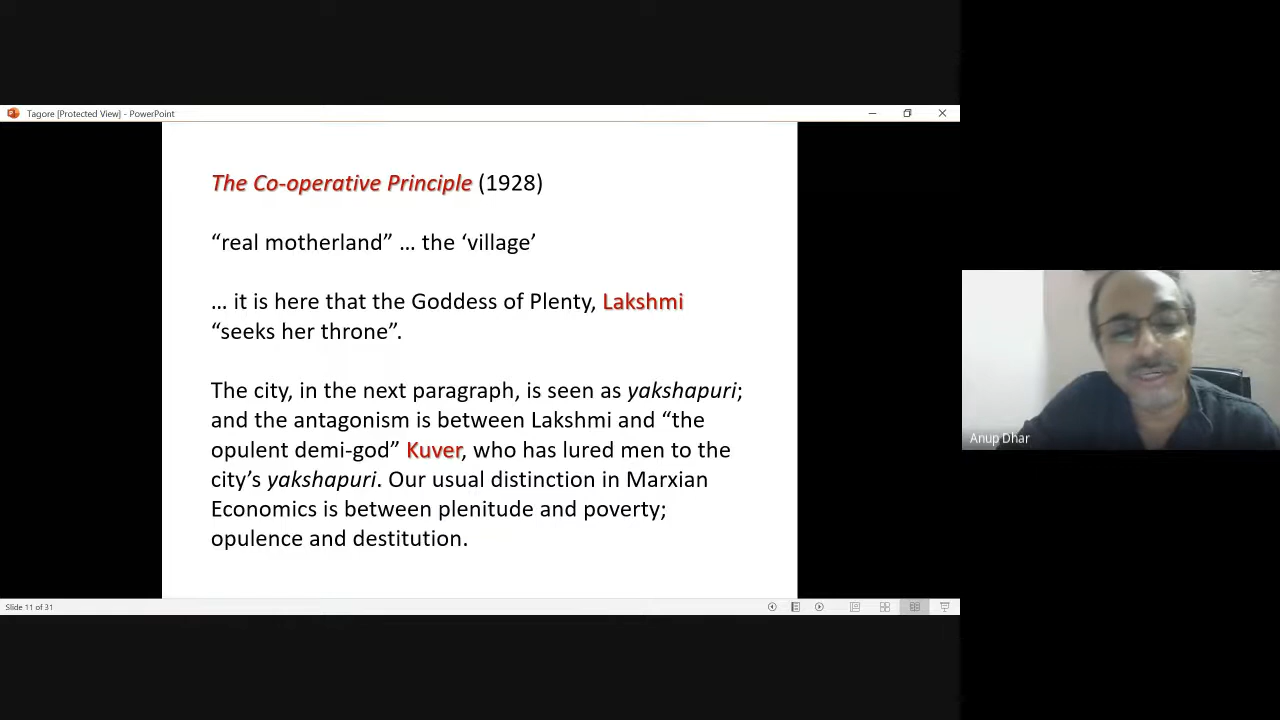 Tagore [Protected View] - PowerPoint
The Co-operative Principle (1928)
“real motherland” … the ‘village’
… it is here that the Goddess of Plenty, Lakshmi
“seeks her throne”.
The city, in the next paragraph, is seen as yakshapuri;
and the antagonism is between Lakshmi and “the
opulent demi-god” Kuver, who has lured men to the
city’s yakshapuri. Our usual distinction in Marxian
Economics is between plenitude and poverty;
opulence and destitution.
Anup Dhar
Slide 11 of 31